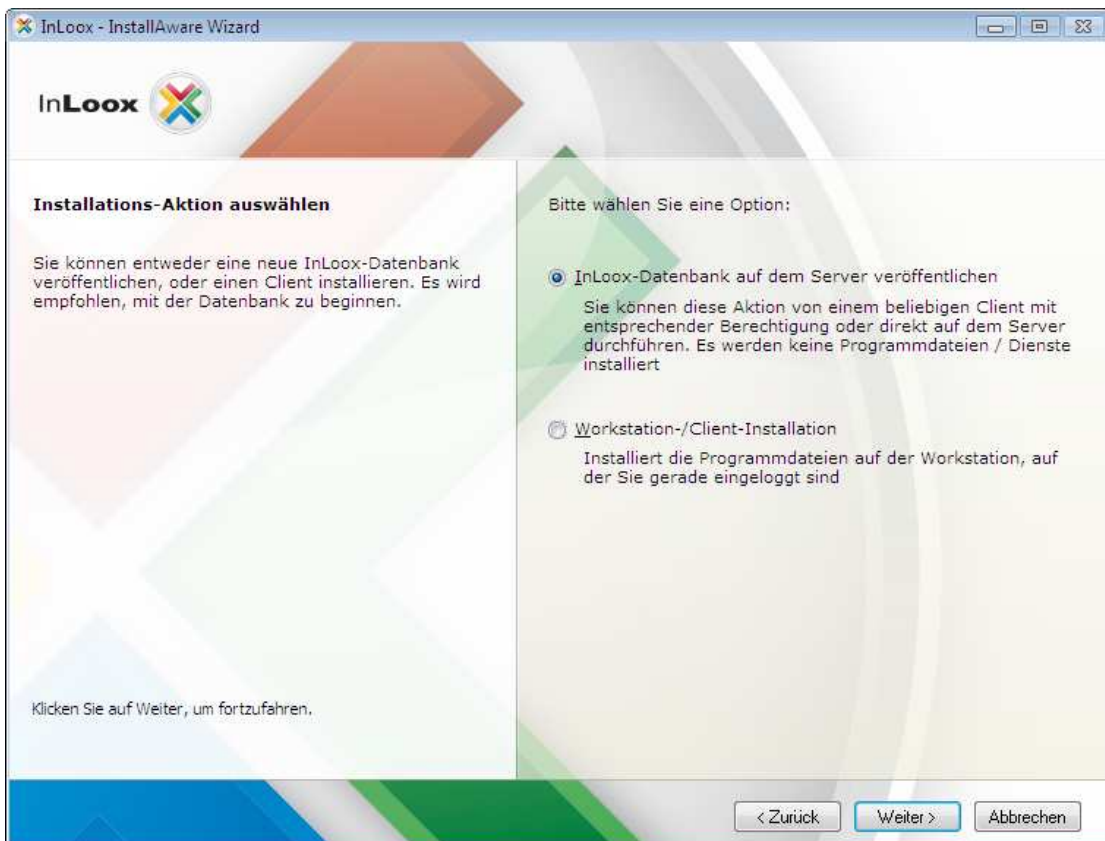 InLoox - InstallAware Wizard
InLoox
Installations-Aktion auswählen
Sie können entweder eine neue InLoox-Datenbank
veröffentlichen, oder einen Client installieren. Es wird
empfohlen, mit der Datenbank zu beginnen.
Klicken Sie auf Weiter, um fortzufahren.
Bitte wählen Sie eine Option:
InLoox-Datenbank auf dem Server veröffentlichen
Sie können diese Aktion von einem beliebigen Client mit
entsprechender Berechtigung oder direkt auf dem Server
durchführen. Es werden keine Programmdateien / Dienste
installiert
Workstation-/Client-Installation
Installiert die Programmdateien auf der Workstation, auf
der Sie gerade eingeloggt sind
< Zurück
Weiter >
Abbrechen